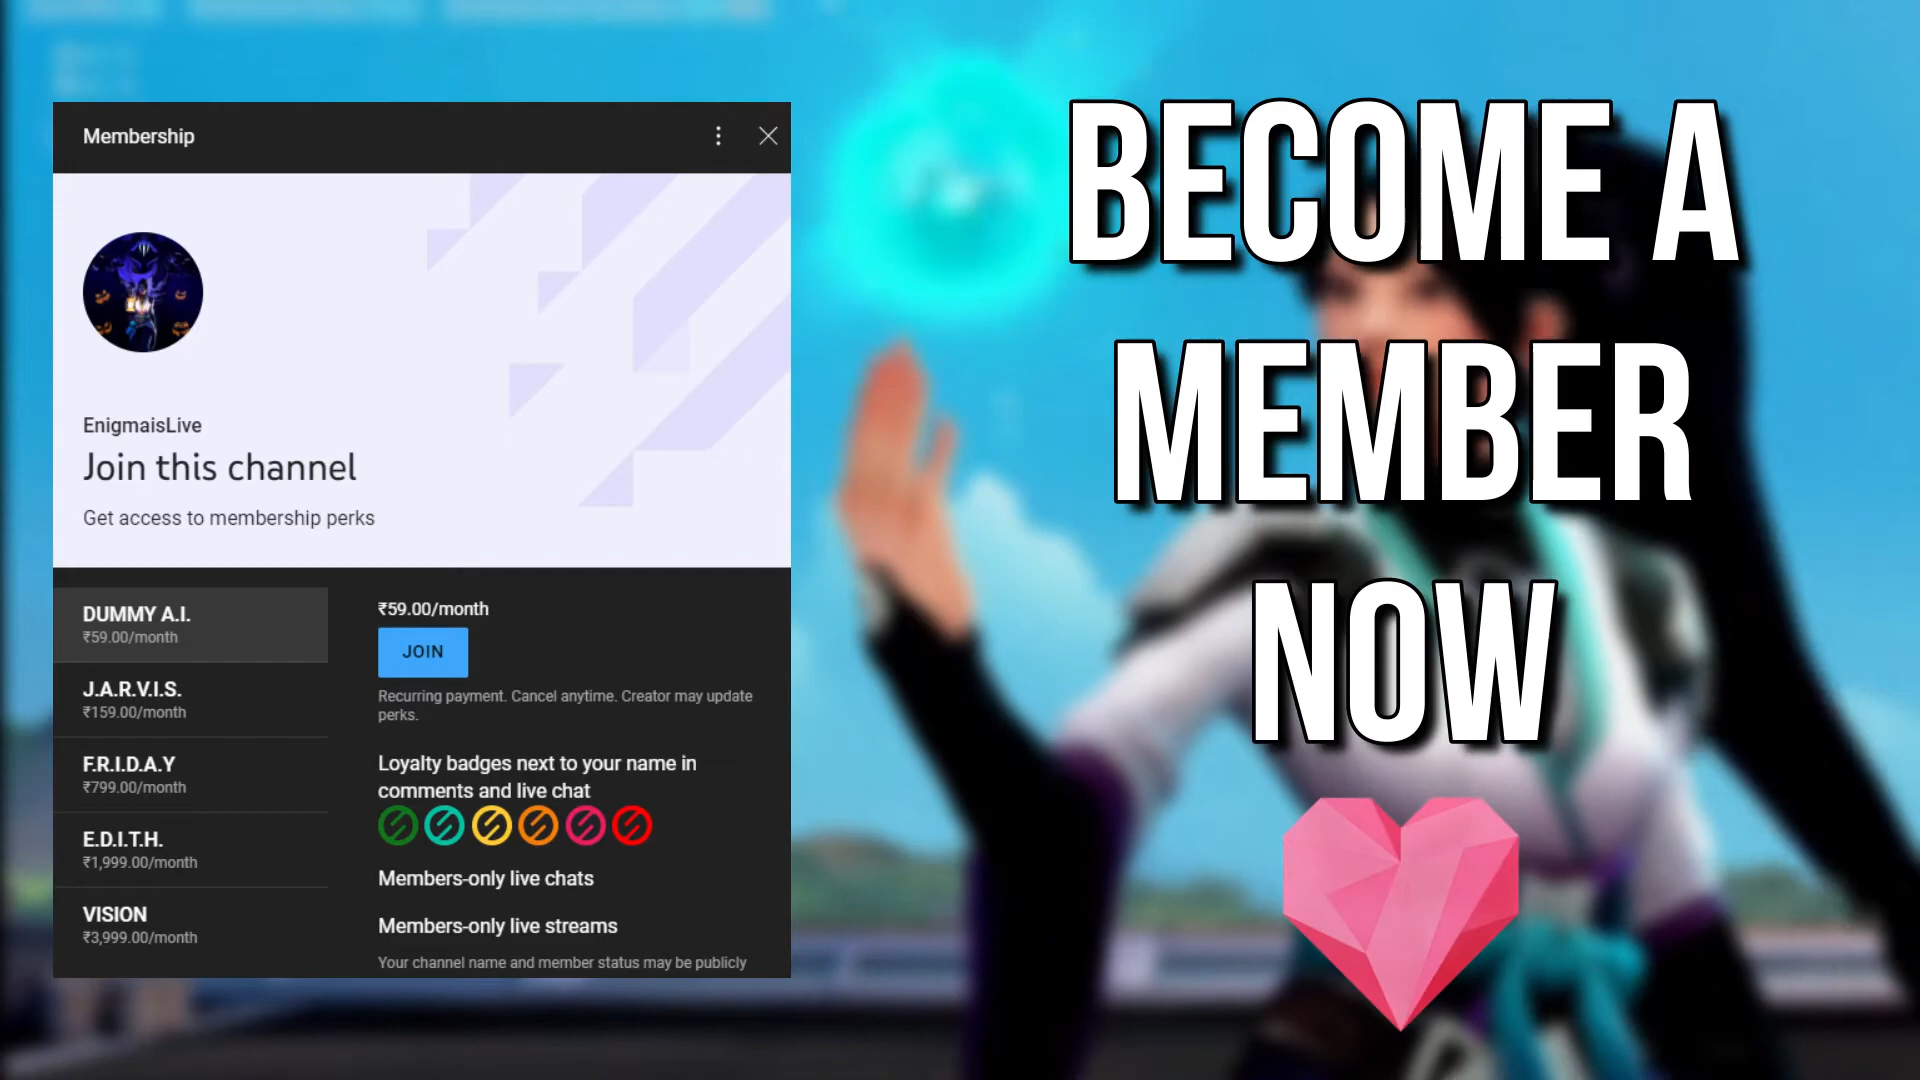 Membership
EnigmaisLive
Join this channel
Get access to membership perks
DUMMY A.I.
₹59.00/month
J.A.R.V.I.S.
₹159.00/month
F.R.I.D.A.Y
₹799.00/month
E.D.I.T.H.
₹1,999.00/month
VISION
₹3,999.00/month
₹59.00/month
JOIN
Recurring payment. Cancel anytime. Creator may update
perks.
Loyalty badges next to your name in
comments and live chat
Members-only live chats
Members-only live streams
Your channel name and member status may be publicly
BECOME A
MEMBER
NOW